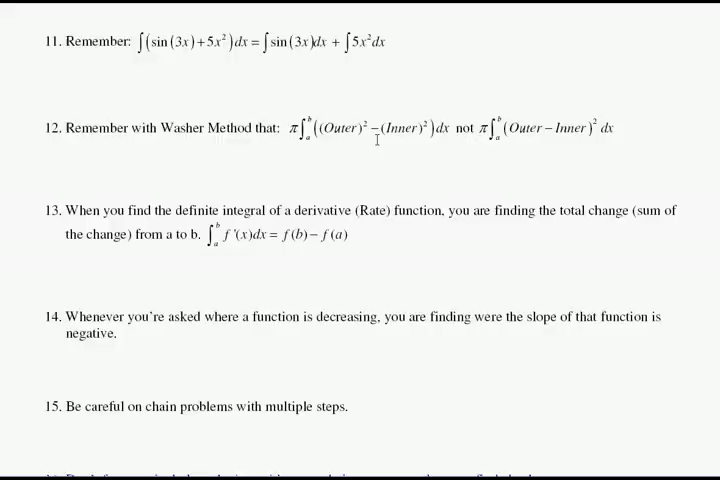 11. Remember: ∫(sin(3x)+5x²)dx = ∫sin(3x)dx + ∫5x²dx
12. Remember with Washer Method that: π∫ₐᵇ((Outer)² −(Inner)²)dx not π∫ₐᵇ(Outer − Inner)² dx
13. When you find the definite integral of a derivative (Rate) function, you are finding the total change (sum of
the change) from a to b. ∫ₐᵇ f '(x)dx = f(b) − f(a)
14. Whenever you're asked where a function is decreasing, you are finding were the slope of that function is
negative.
15. Be careful on chain problems with multiple steps.